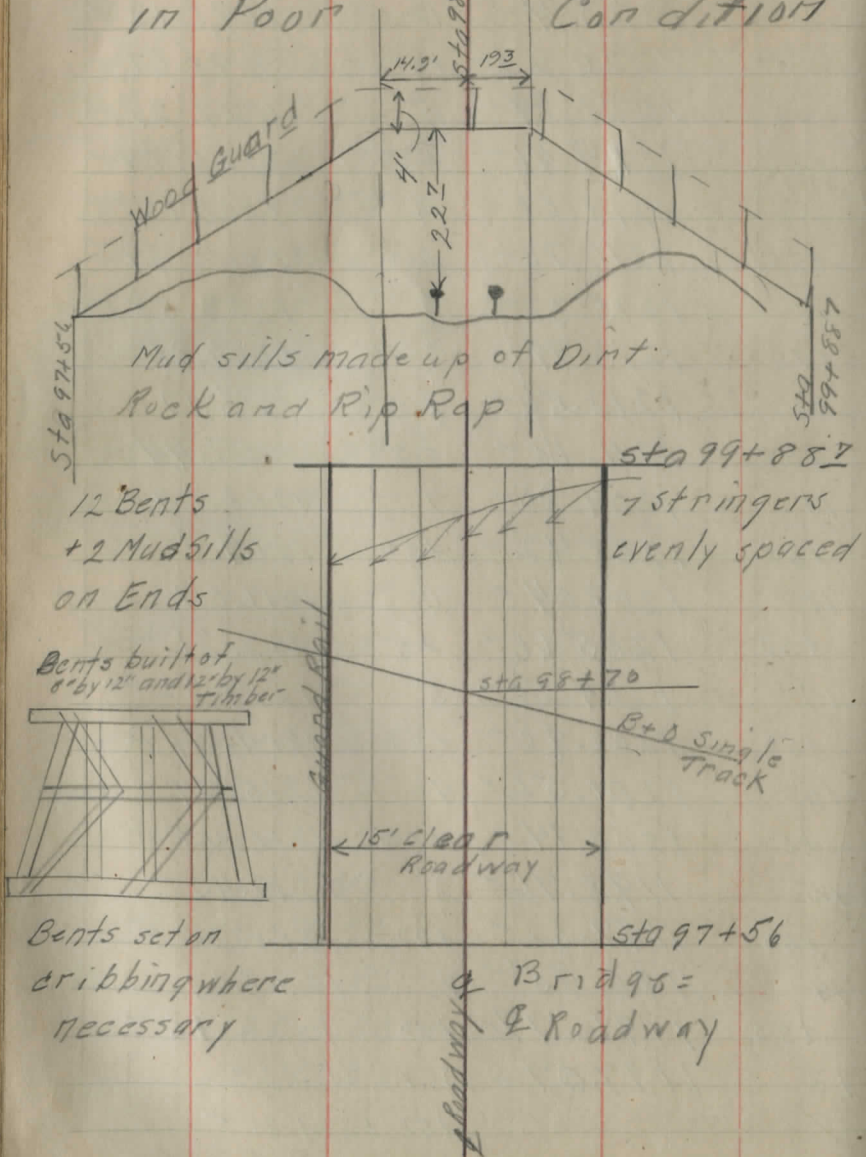 in Poor Condition
14.2'
Sta 98
19 3
Wood Guard
4'
22 7
Sta 97+56
Sta
99+887
Mud sills made up of Dirt.
Rock and Rip Rap
Sta 99+88 7
12 Bents
+2 Mud Sills
on Ends
7 stringers
evenly spaced
Bents built of
8" by 12" and 12" by 12"
Timber
Guard Rail
Sta 98+70
B+O Single
Track
15' Clear
Roadway
Sta 97+56
Bents set on
cribbing where
necessary
℄ Bridge =
℄ Roadway
℄ Roadway